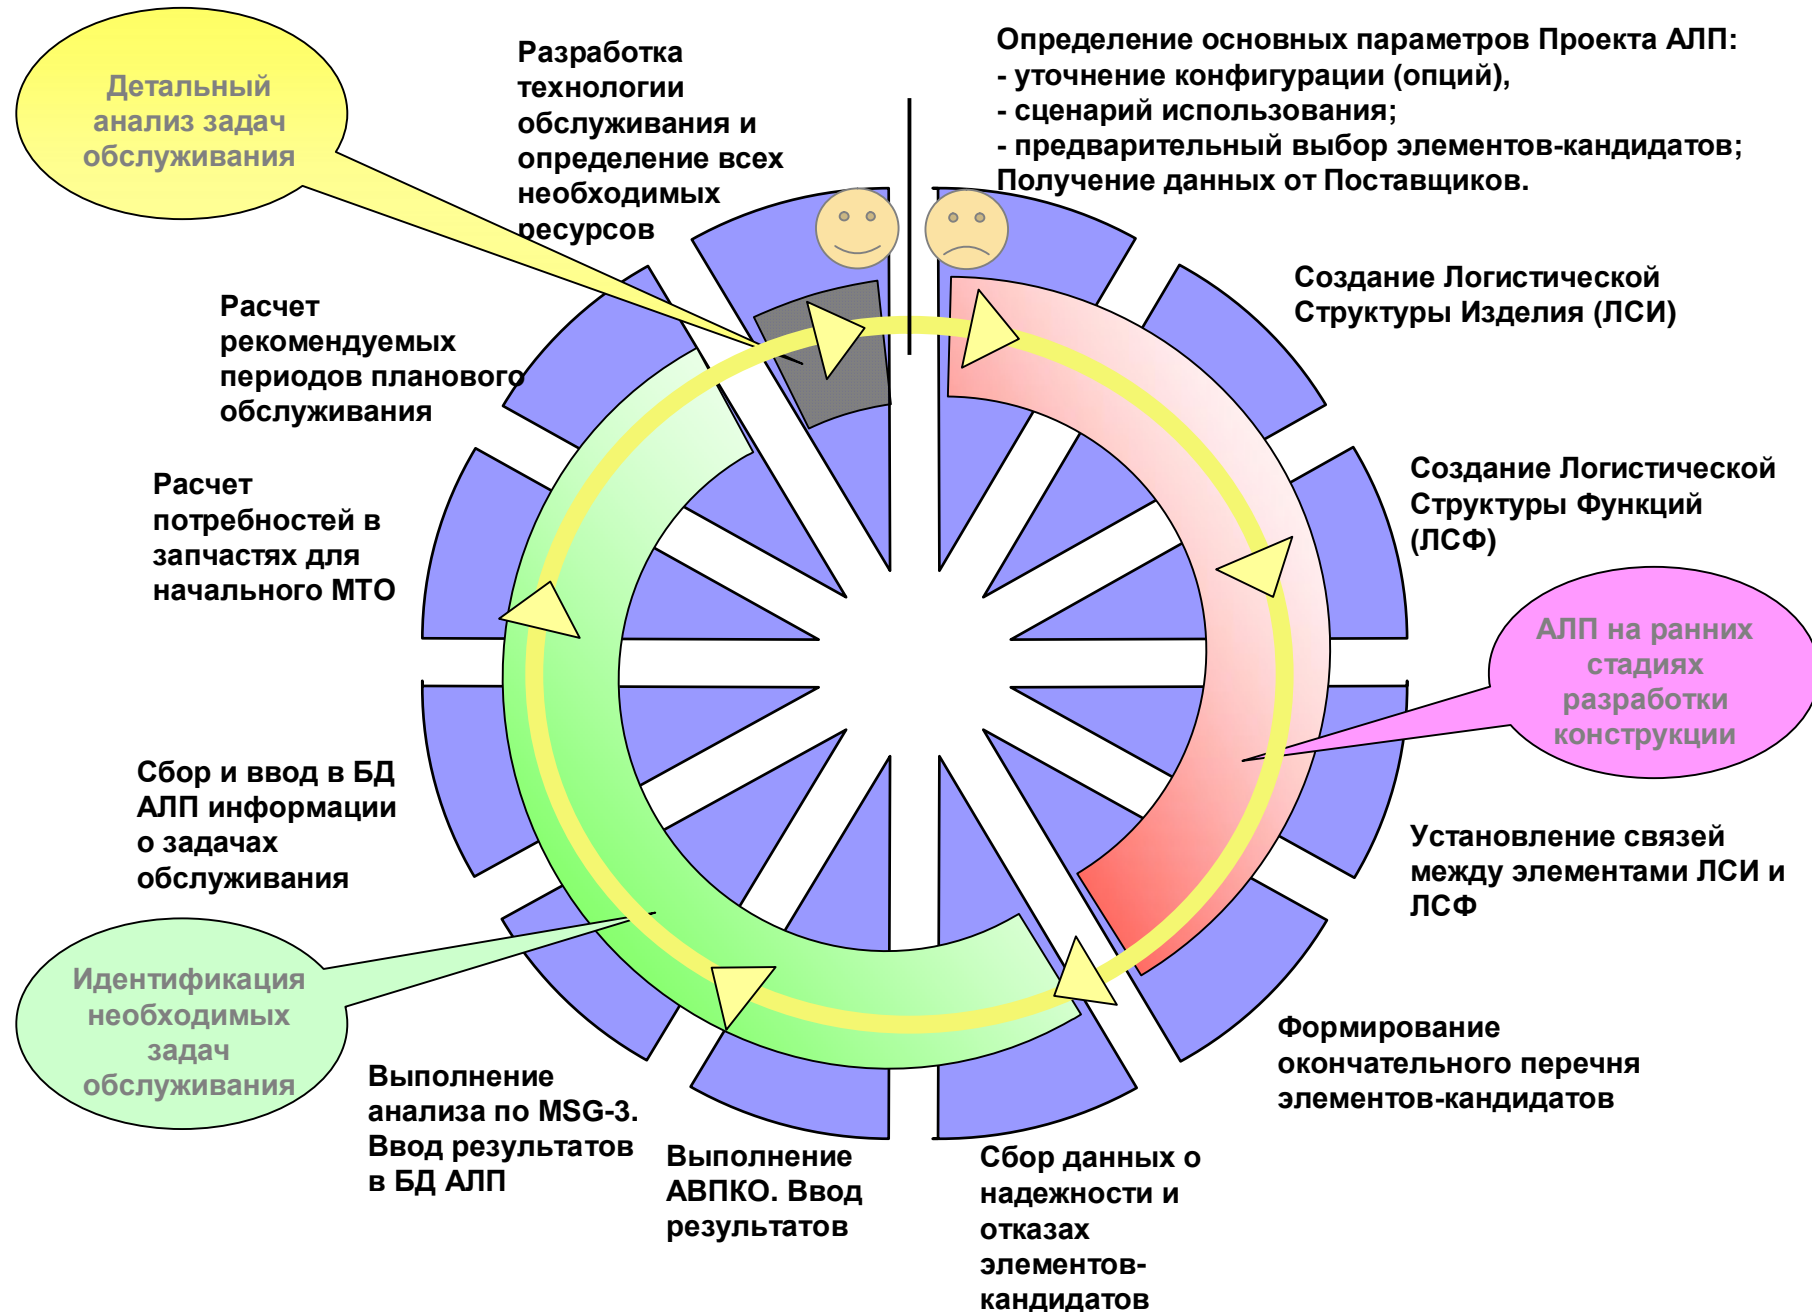 Детальный
анализ задач
обслуживания
Разработка
технологии
обслуживания и
определение всех
необходимых
ресурсов
Определение основных параметров Проекта АЛП:
- уточнение конфигурации (опций),
- сценарий использования;
- предварительный выбор элементов-кандидатов;
Получение данных от Поставщиков.
Создание Логистической
Структуры Изделия (ЛСИ)
Создание Логистической
Структуры Функций
(ЛСФ)
АЛП на ранних
стадиях
разработки
конструкции
Установление связей
между элементами ЛСИ и
ЛСФ
Формирование
окончательного перечня
элементов-кандидатов
Сбор данных о
надежности и
отказах
элементов-
кандидатов
Выполнение
АВПКО. Ввод
результатов
Выполнение
анализа по MSG-3.
Ввод результатов
в БД АЛП
Идентификация
необходимых
задач
обслуживания
Сбор и ввод в БД
АЛП информации
о задачах
обслуживания
Расчет
потребностей в
запчастях для
начального МТО
Расчет
рекомендуемых
периодов планового
обслуживания